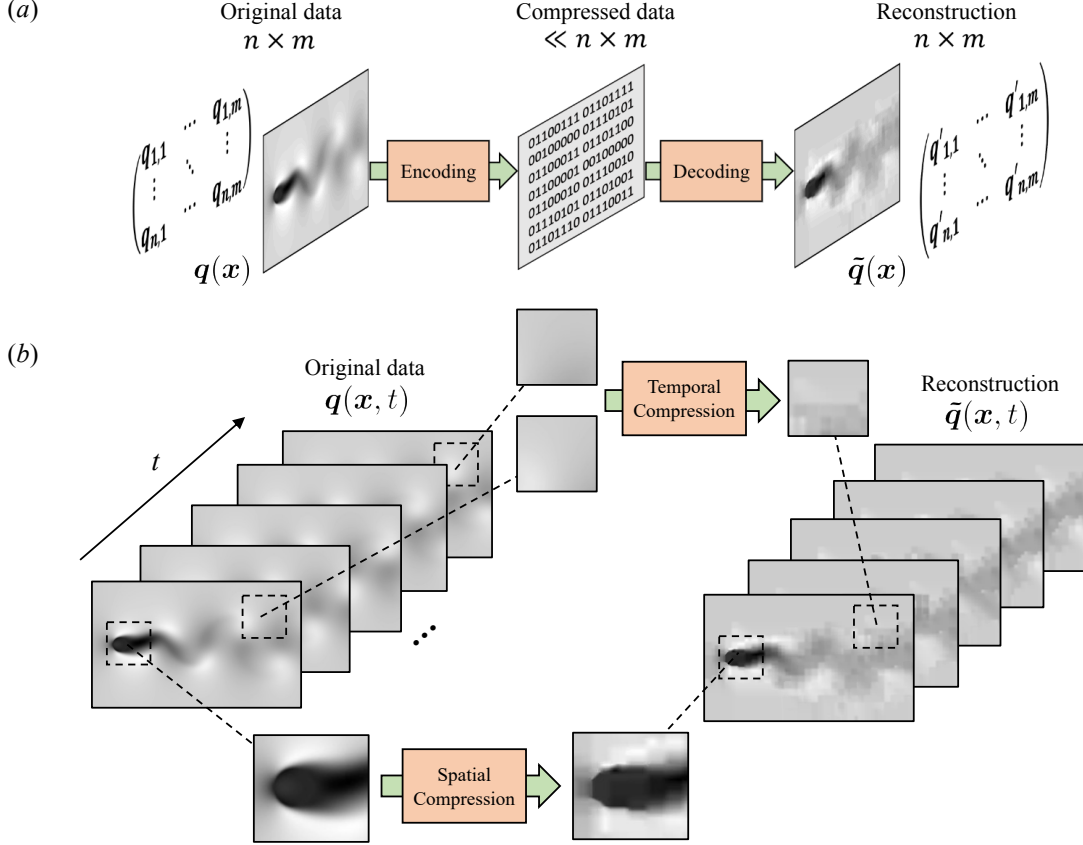 (a)
Original data
n × m
Compressed data
≪ n × m
Reconstruction
n × m
q1,1 ⋯ q1,m
⋮ ⋱ ⋮
qn,1 ⋯ qn,m
q(x)
Encoding
01100111 01101111
00100000 01110101
01100011 01101100
01100001 00100000
01100010 01110010
01110101 01101001
01101110 01110011
Decoding
q̃(x)
q′1,1 ⋯ q′1,m
⋮ ⋱ ⋮
q′n,1 ⋯ q′n,m
(b)
Original data
q(x, t)
t
Temporal
Compression
Reconstruction
q̃(x, t)
Spatial
Compression